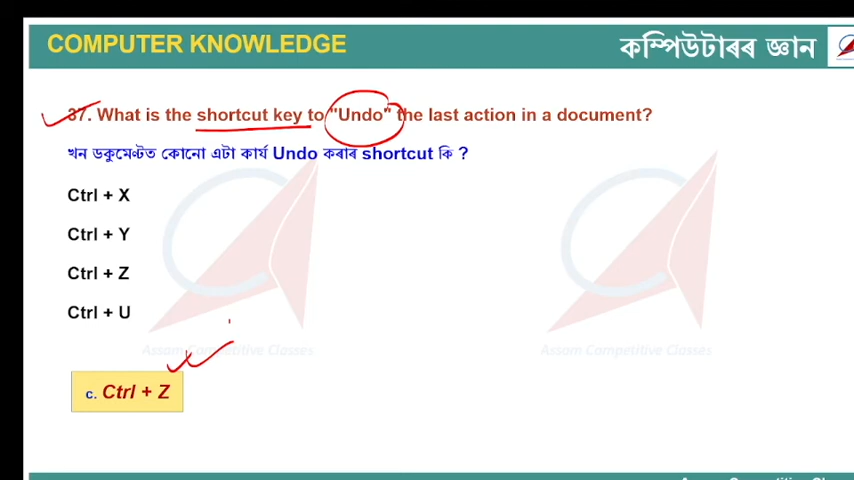 COMPUTER KNOWLEDGE
কম্পিউটাৰৰ জ্ঞান
37. What is the shortcut key to "Undo" the last action in a document?
খন ডকুমেণ্টত কোনো এটা কাৰ্য Undo কৰাৰ shortcut কি ?
Ctrl + X
Ctrl + Y
Ctrl + Z
Ctrl + U
Assam Competitive Classes
Assam Competitive Classes
c. Ctrl + Z